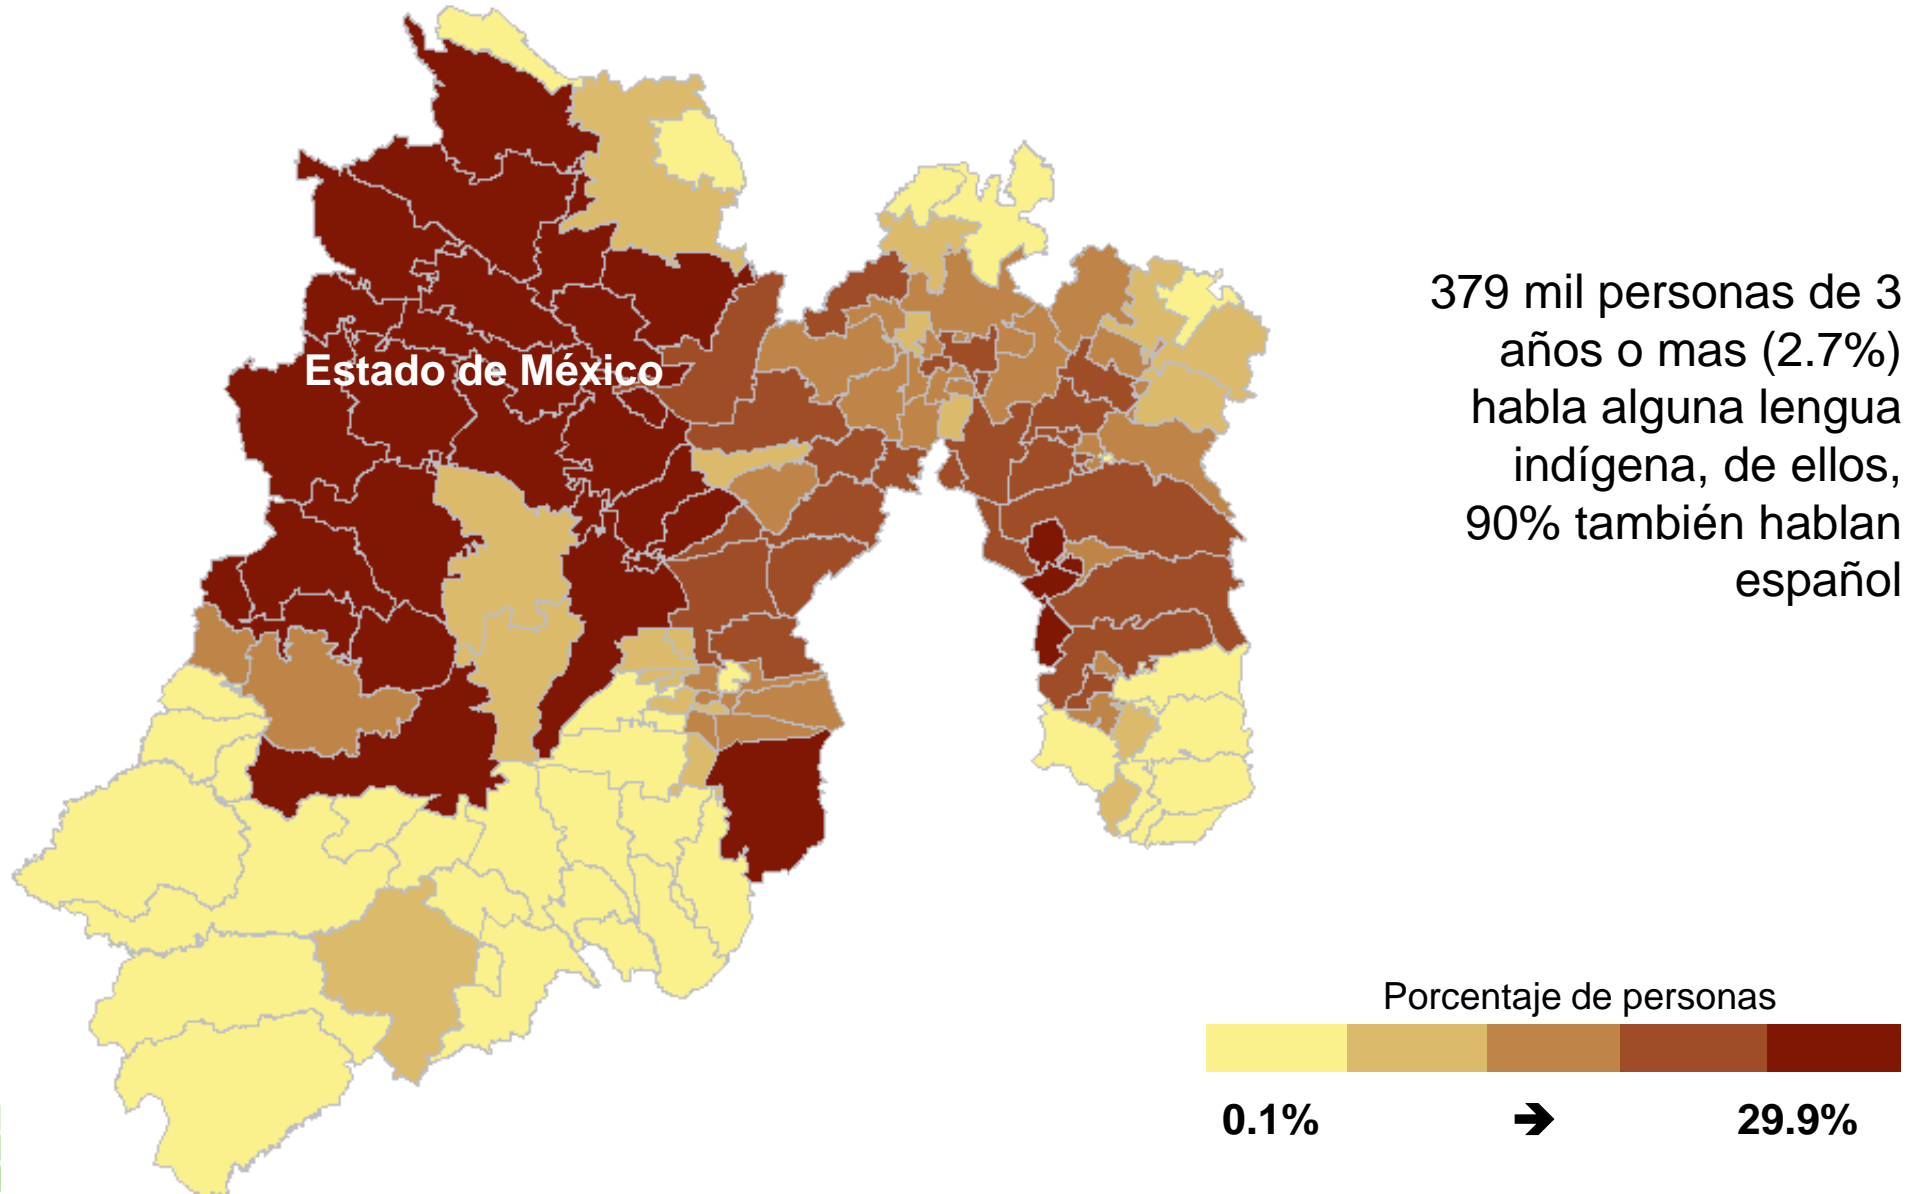 Estado de México
379 mil personas de 3
años o mas (2.7%)
habla alguna lengua
indígena, de ellos,
90% también hablan
español
Porcentaje de personas
0.1% ➔ 29.9%